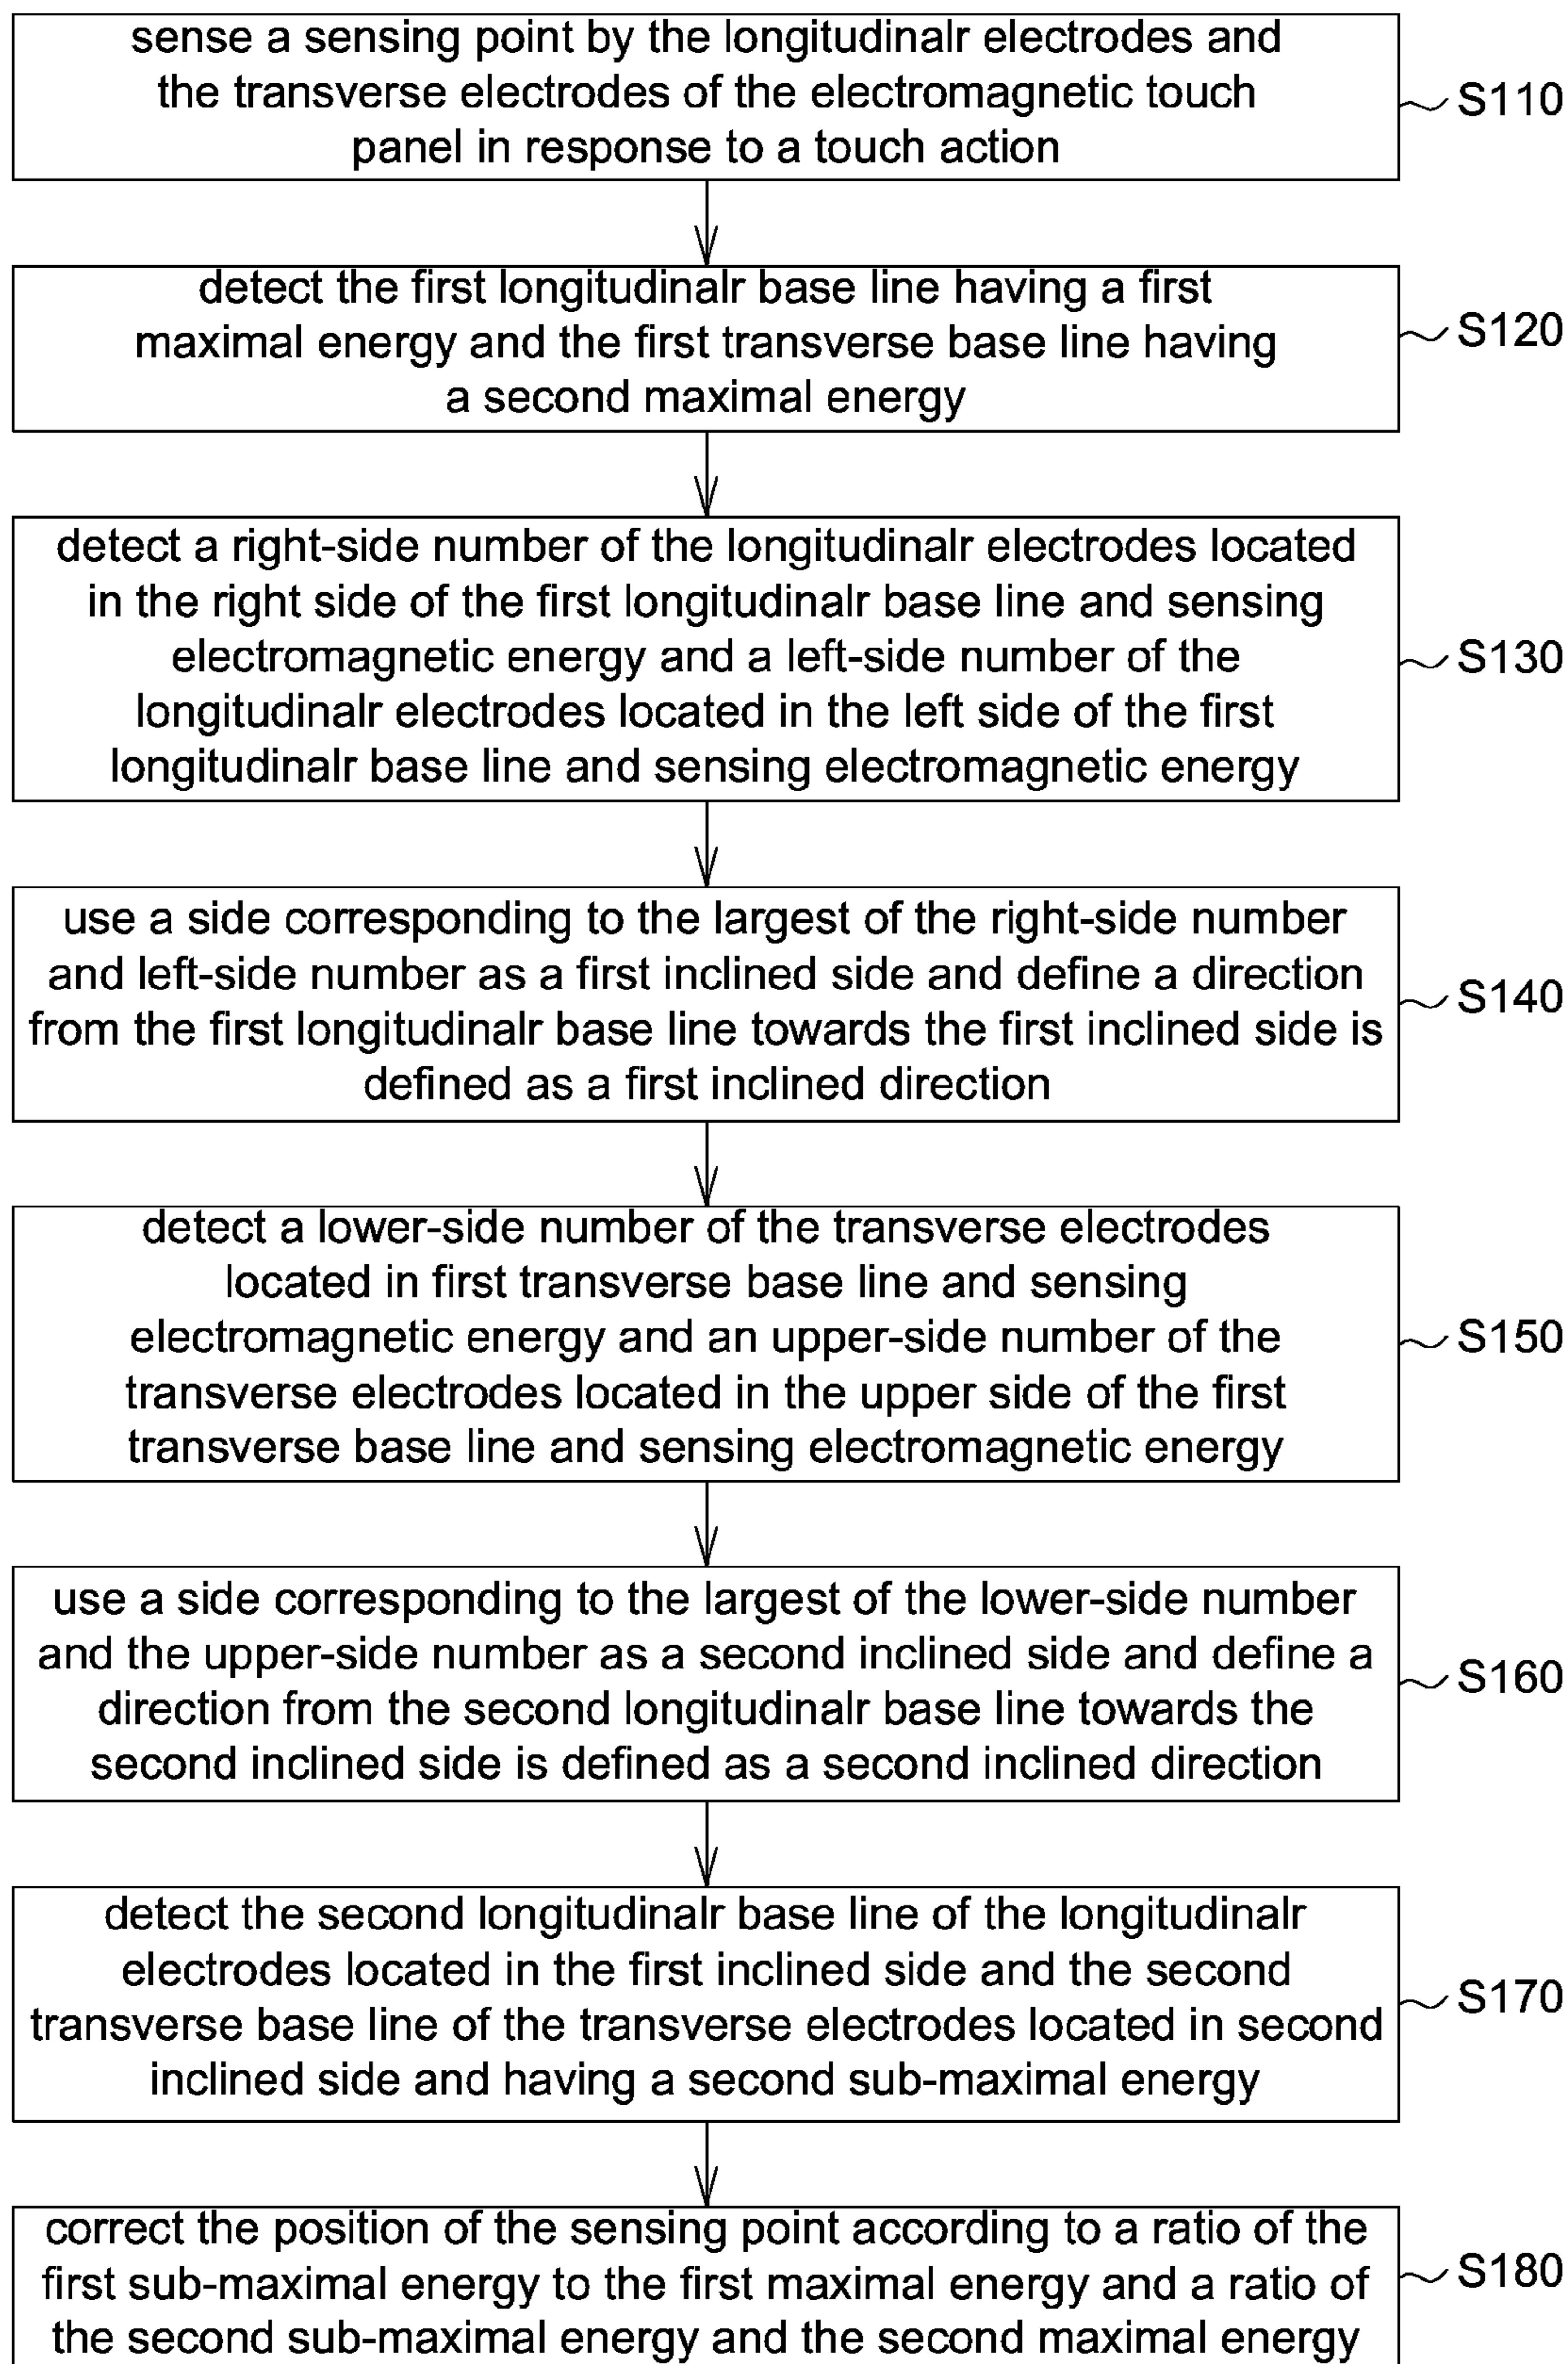 sense a sensing point by the longitudinalr electrodes and
the transverse electrodes of the electromagnetic touch
panel in response to a touch action
S110
detect the first longitudinalr base line having a first
maximal energy and the first transverse base line having
a second maximal energy
S120
detect a right-side number of the longitudinalr electrodes located
in the right side of the first longitudinalr base line and sensing
electromagnetic energy and a left-side number of the
longitudinalr electrodes located in the left side of the first
longitudinalr base line and sensing electromagnetic energy
S130
use a side corresponding to the largest of the right-side number
and left-side number as a first inclined side and define a direction
from the first longitudinalr base line towards the first inclined side is
defined as a first inclined direction
S140
detect a lower-side number of the transverse electrodes
located in first transverse base line and sensing
electromagnetic energy and an upper-side number of the
transverse electrodes located in the upper side of the first
transverse base line and sensing electromagnetic energy
S150
use a side corresponding to the largest of the lower-side number
and the upper-side number as a second inclined side and define a
direction from the second longitudinalr base line towards the
second inclined side is defined as a second inclined direction
S160
detect the second longitudinalr base line of the longitudinalr
electrodes located in the first inclined side and the second
transverse base line of the transverse electrodes located in second
inclined side and having a second sub-maximal energy
S170
correct the position of the sensing point according to a ratio of the
first sub-maximal energy to the first maximal energy and a ratio of
the second sub-maximal energy and the second maximal energy
S180